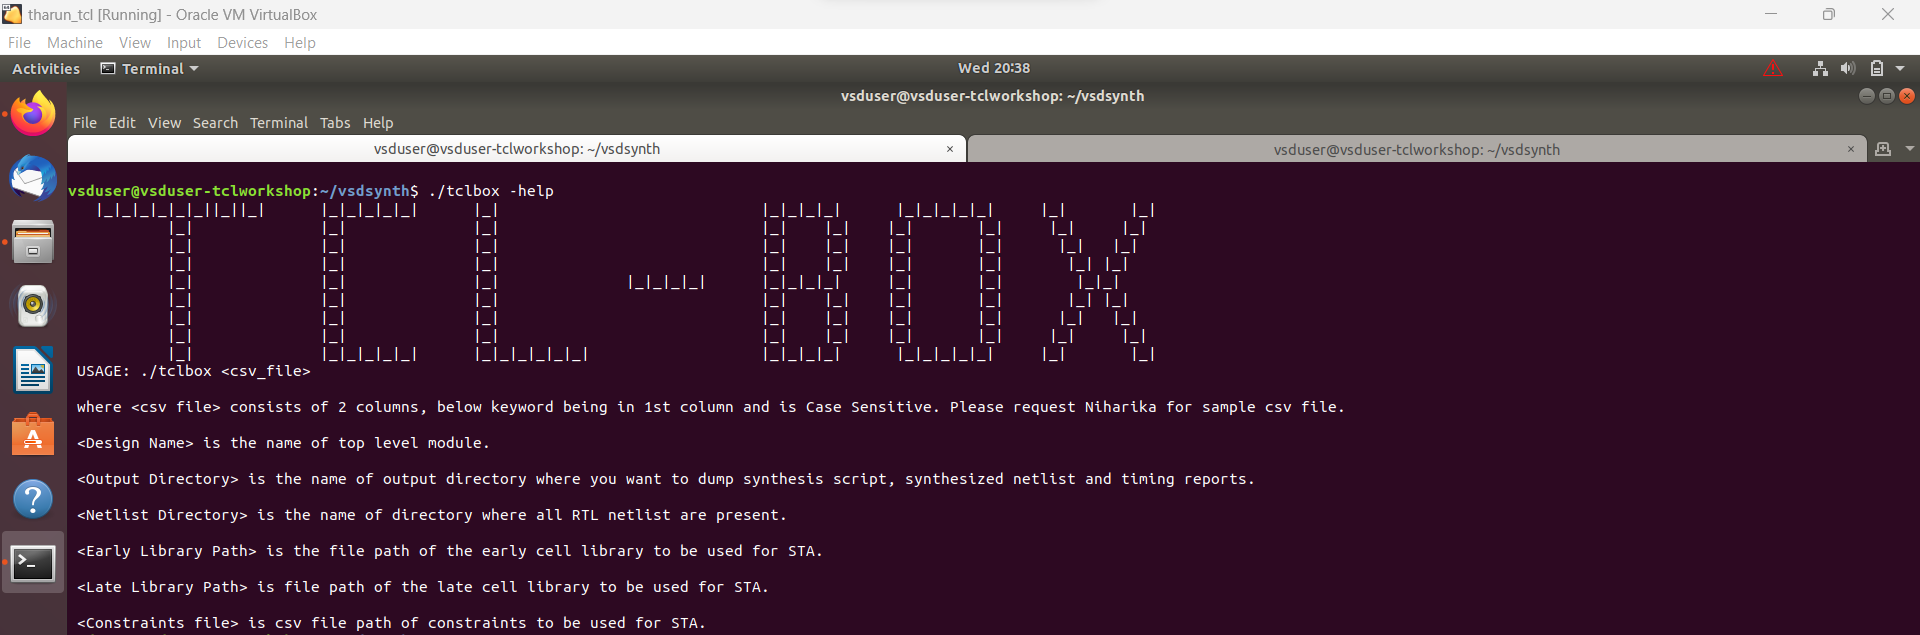 tharun_tcl [Running] - Oracle VM VirtualBox
File Machine View Input Devices Help
Activities Terminal Wed 20:38
vsduser@vsduser-tclworkshop: ~/vsdsynth
File Edit View Search Terminal Tabs Help
vsduser@vsduser-tclworkshop: ~/vsdsynth × vsduser@vsduser-tclworkshop: ~/vsdsynth ×
vsduser@vsduser-tclworkshop:~/vsdsynth$ ./tclbox -help
TCL-BOX
USAGE: ./tclbox <csv_file>
where <csv file> consists of 2 columns, below keyword being in 1st column and is Case Sensitive. Please request Niharika for sample csv file.
<Design Name> is the name of top level module.
<Output Directory> is the name of output directory where you want to dump synthesis script, synthesized netlist and timing reports.
<Netlist Directory> is the name of directory where all RTL netlist are present.
<Early Library Path> is the file path of the early cell library to be used for STA.
<Late Library Path> is file path of the late cell library to be used for STA.
<Constraints file> is csv file path of constraints to be used for STA.